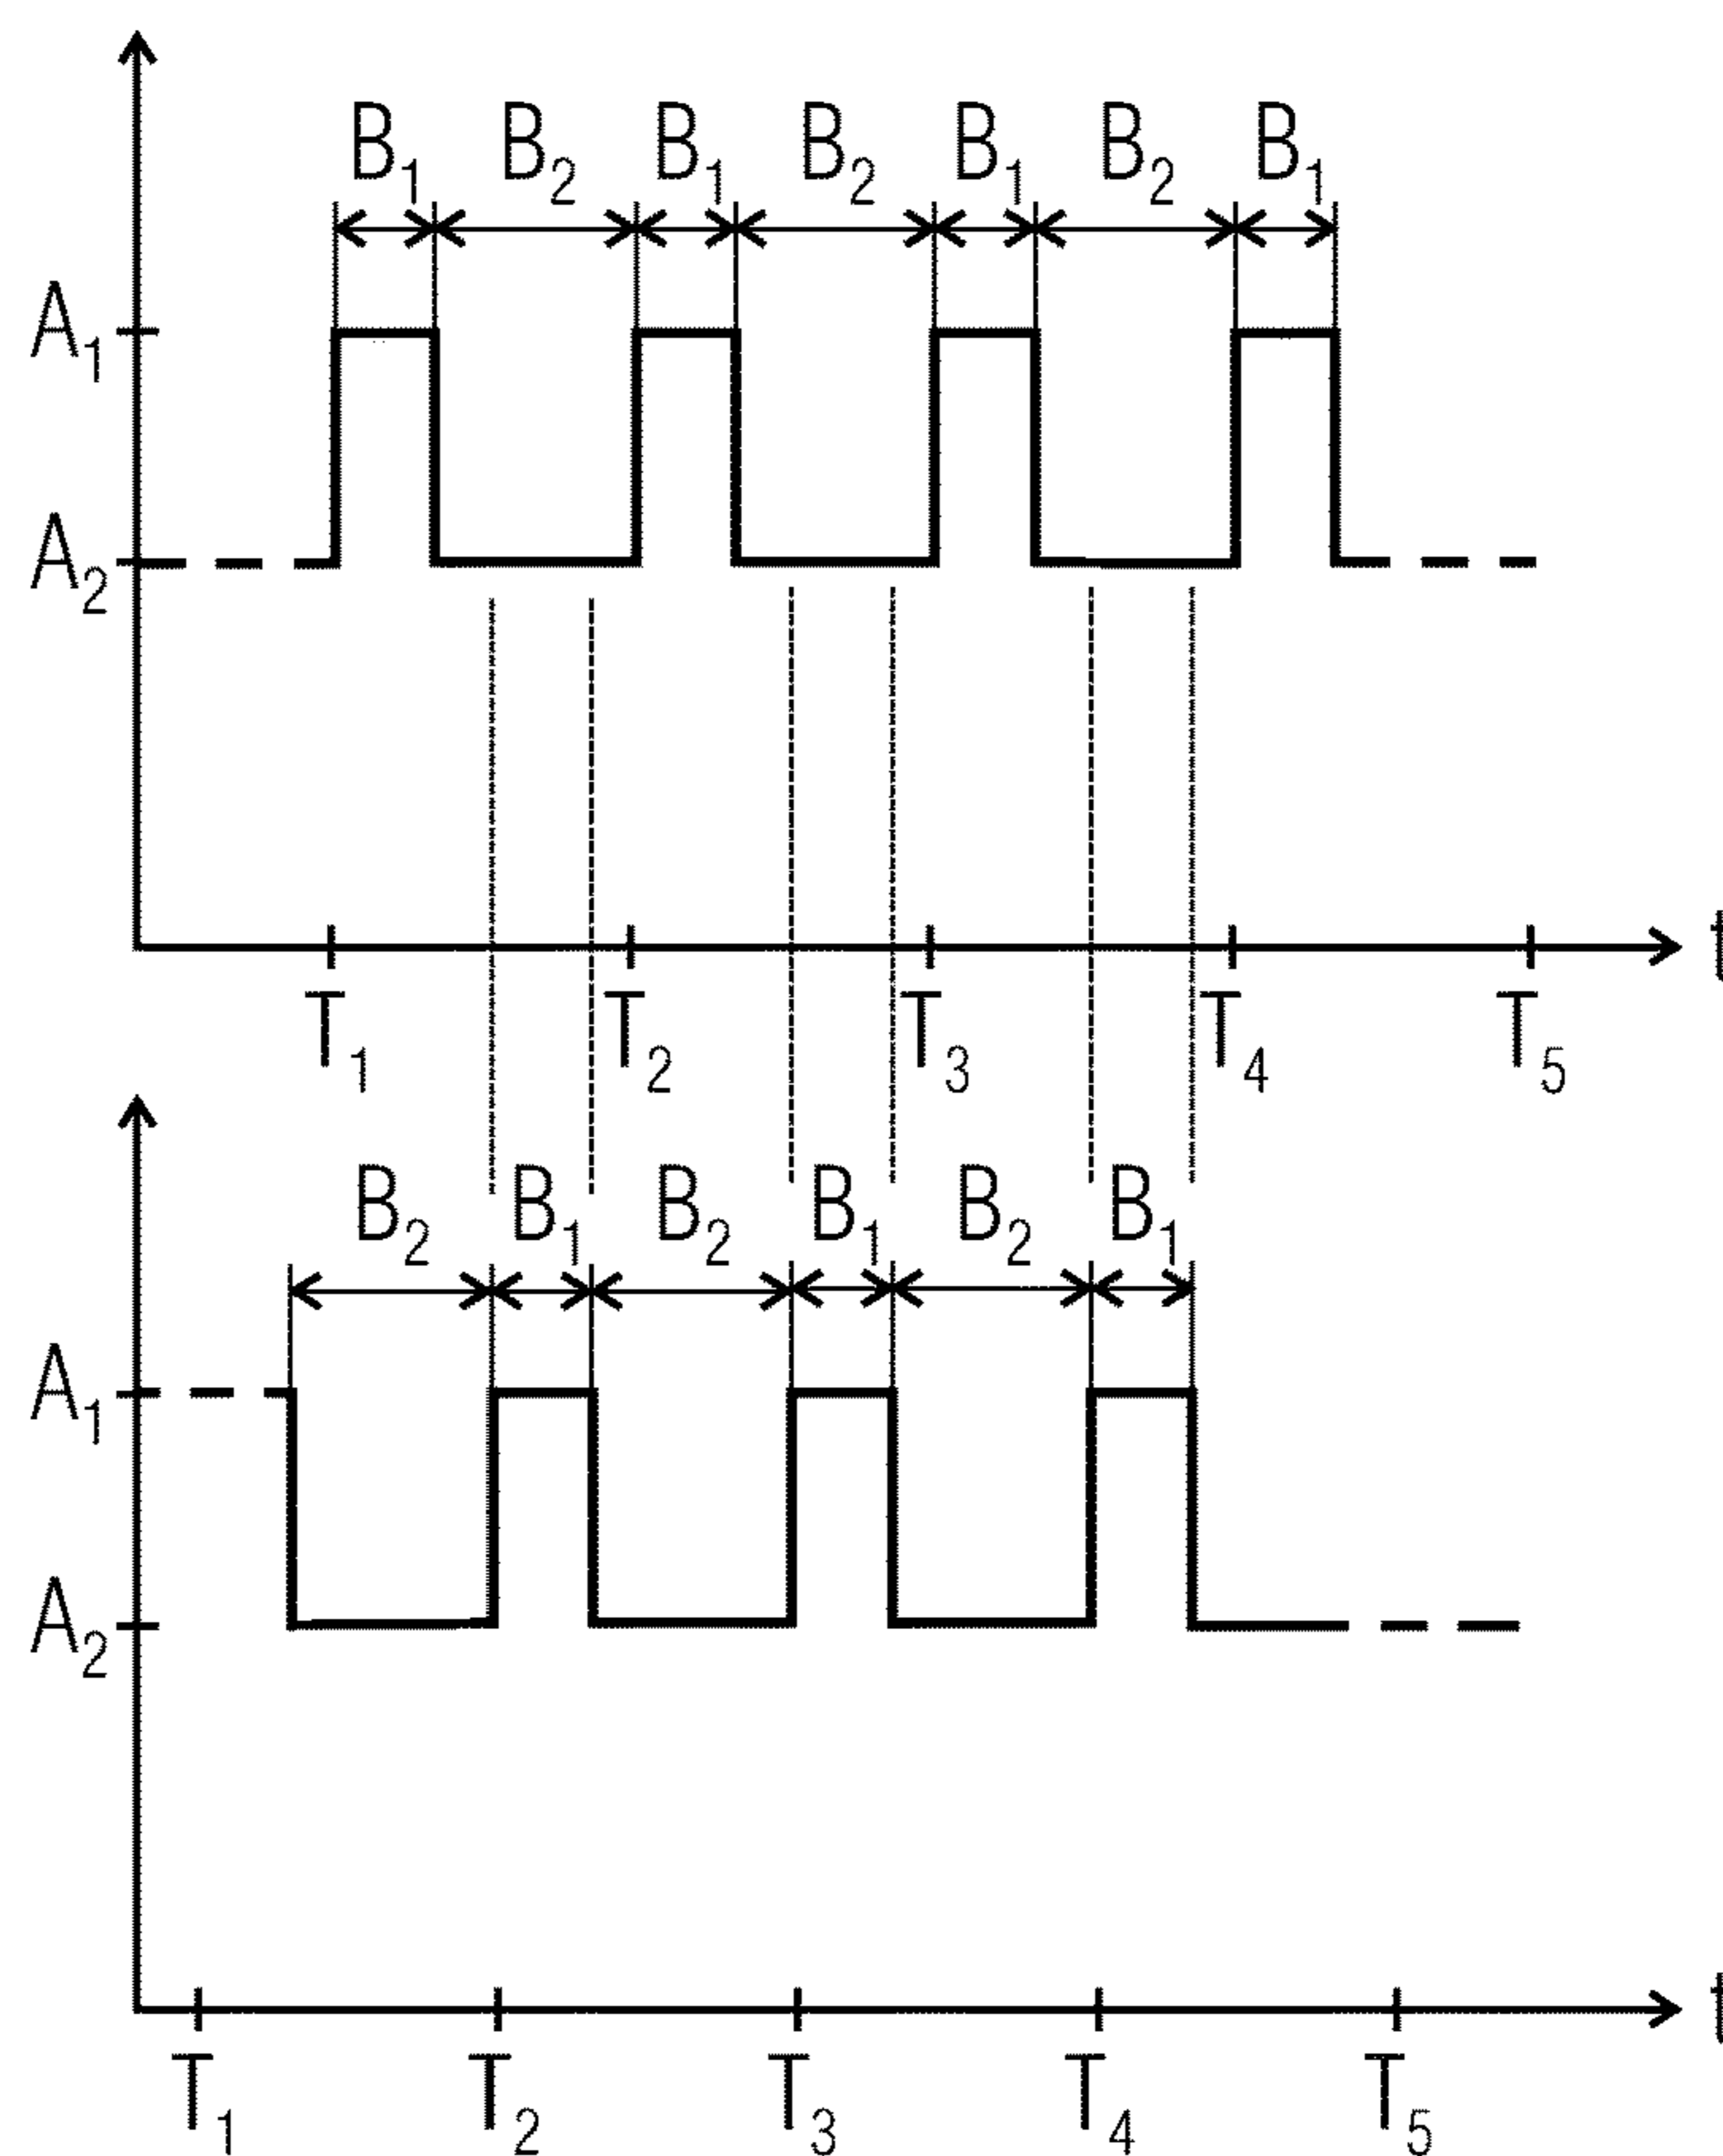 B₁ B₂ B₁ B₂ B₁ B₂ B₁
A₁
A₂
t
T₁ T₂ T₃ T₄ T₅
B₂ B₁ B₂ B₁ B₂ B₁
A₁
A₂
t
T₁ T₂ T₃ T₄ T₅